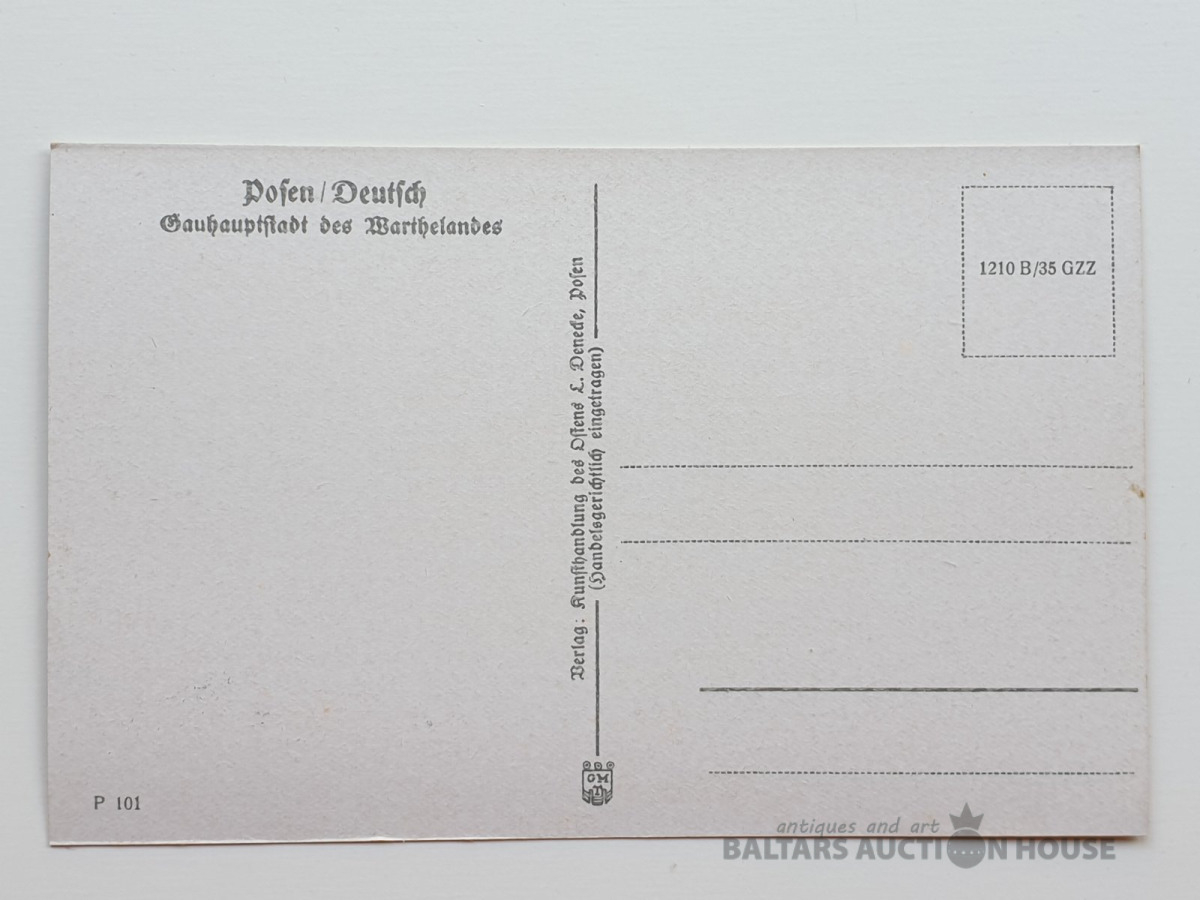 Posen/Deutsch
Gauhauptstadt des Warthelandes
Verlag: Kunsthandlung des Ostens L. Denecke, Posen
(Handelsgerichtlich eingetragen)
1210 B/35 GZZ
P 101
antiques and art
BALTARS AUCTION HOUSE